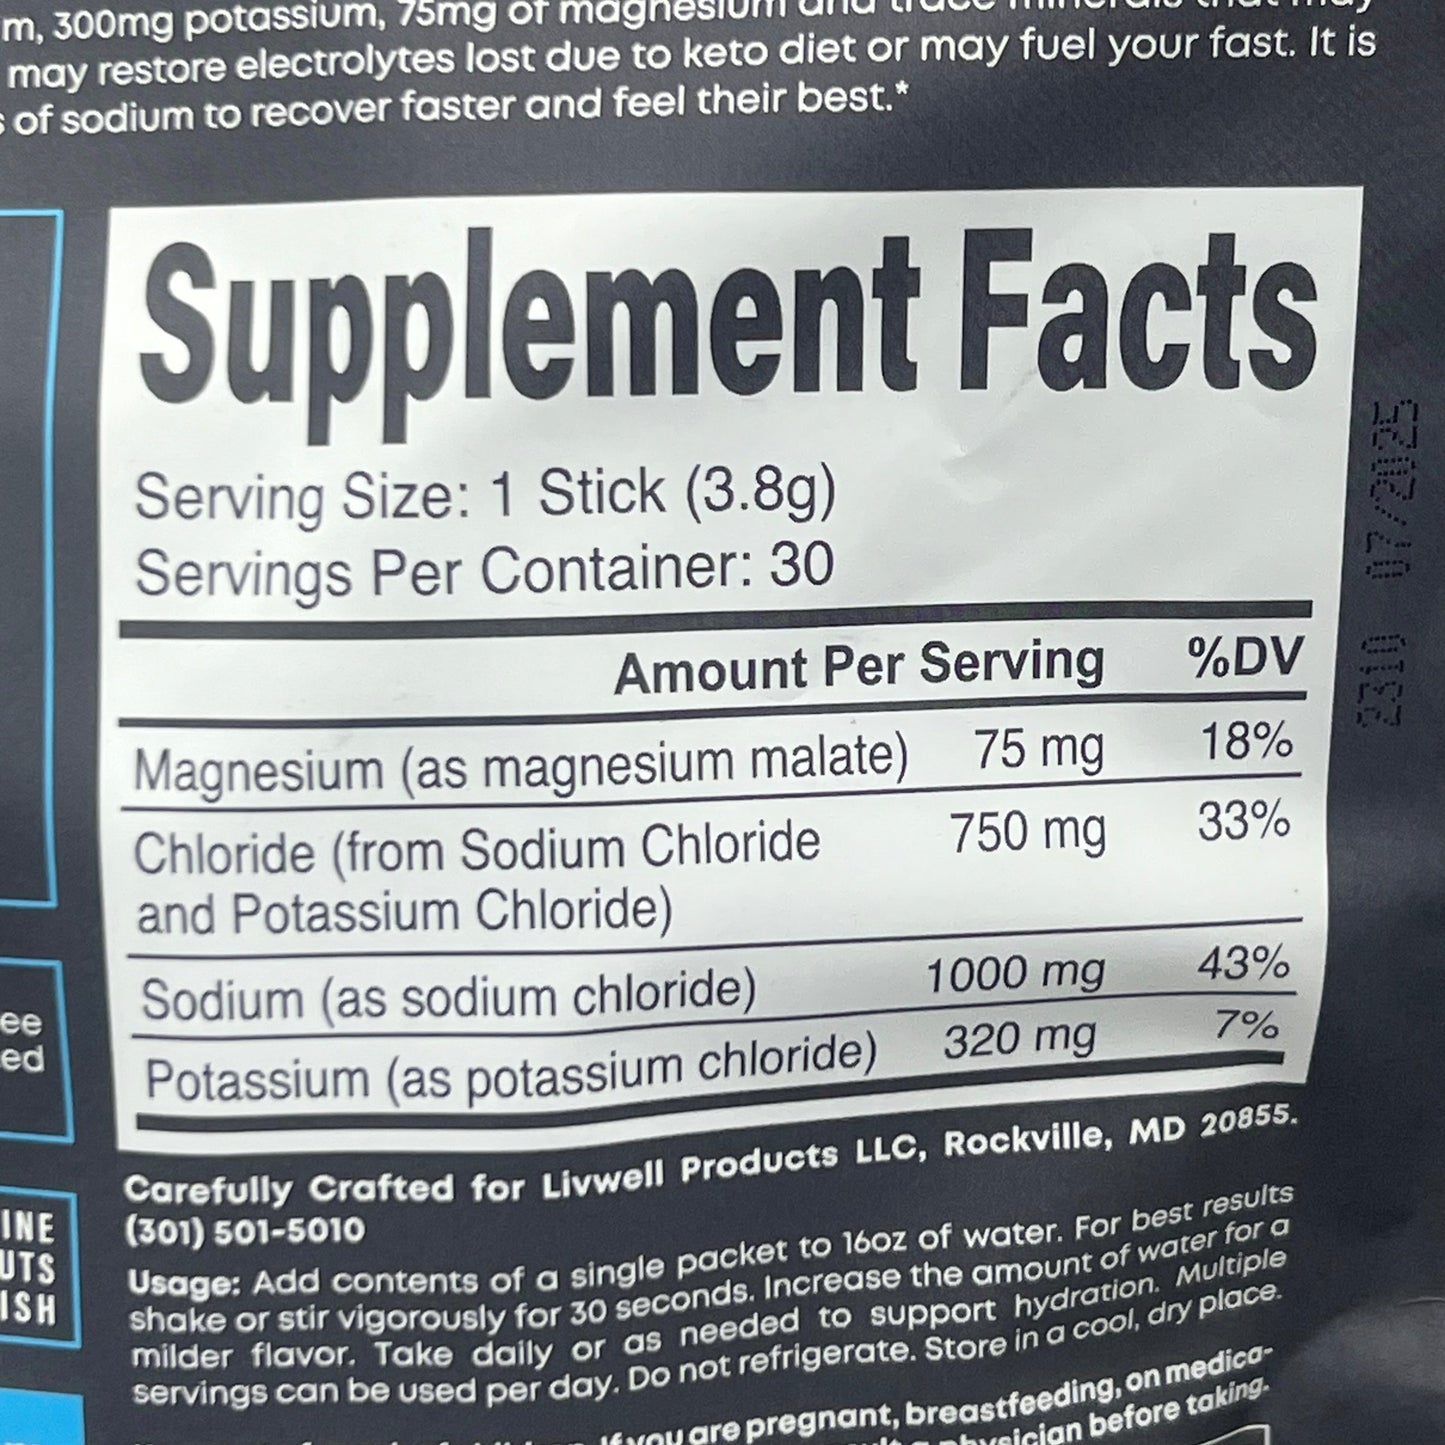 m, 300mg potassium, 75mg of magnesium and trace minerals that may
may restore electrolytes lost due to keto diet or may fuel your fast. It is
s of sodium to recover faster and feel their best.*
Supplement Facts
Serving Size: 1 Stick (3.8g)
Servings Per Container: 30
Amount Per Serving %DV
Magnesium (as magnesium malate) 75 mg 18%
Chloride (from Sodium Chloride 750 mg 33%
and Potassium Chloride)
Sodium (as sodium chloride) 1000 mg 43%
Potassium (as potassium chloride) 320 mg 7%
2310 07/2025
ee
ed
INE
UTS
ISH
Carefully Crafted for Livwell Products LLC, Rockville, MD 20855.
(301) 501-5010
Usage: Add contents of a single packet to 16oz of water. For best results
shake or stir vigorously for 30 seconds. Increase the amount of water for a
milder flavor. Take daily or as needed to support hydration. Multiple
servings can be used per day. Do not refrigerate. Store in a cool, dry place.
If you are pregnant, breastfeeding, on medica-
physician before taking.